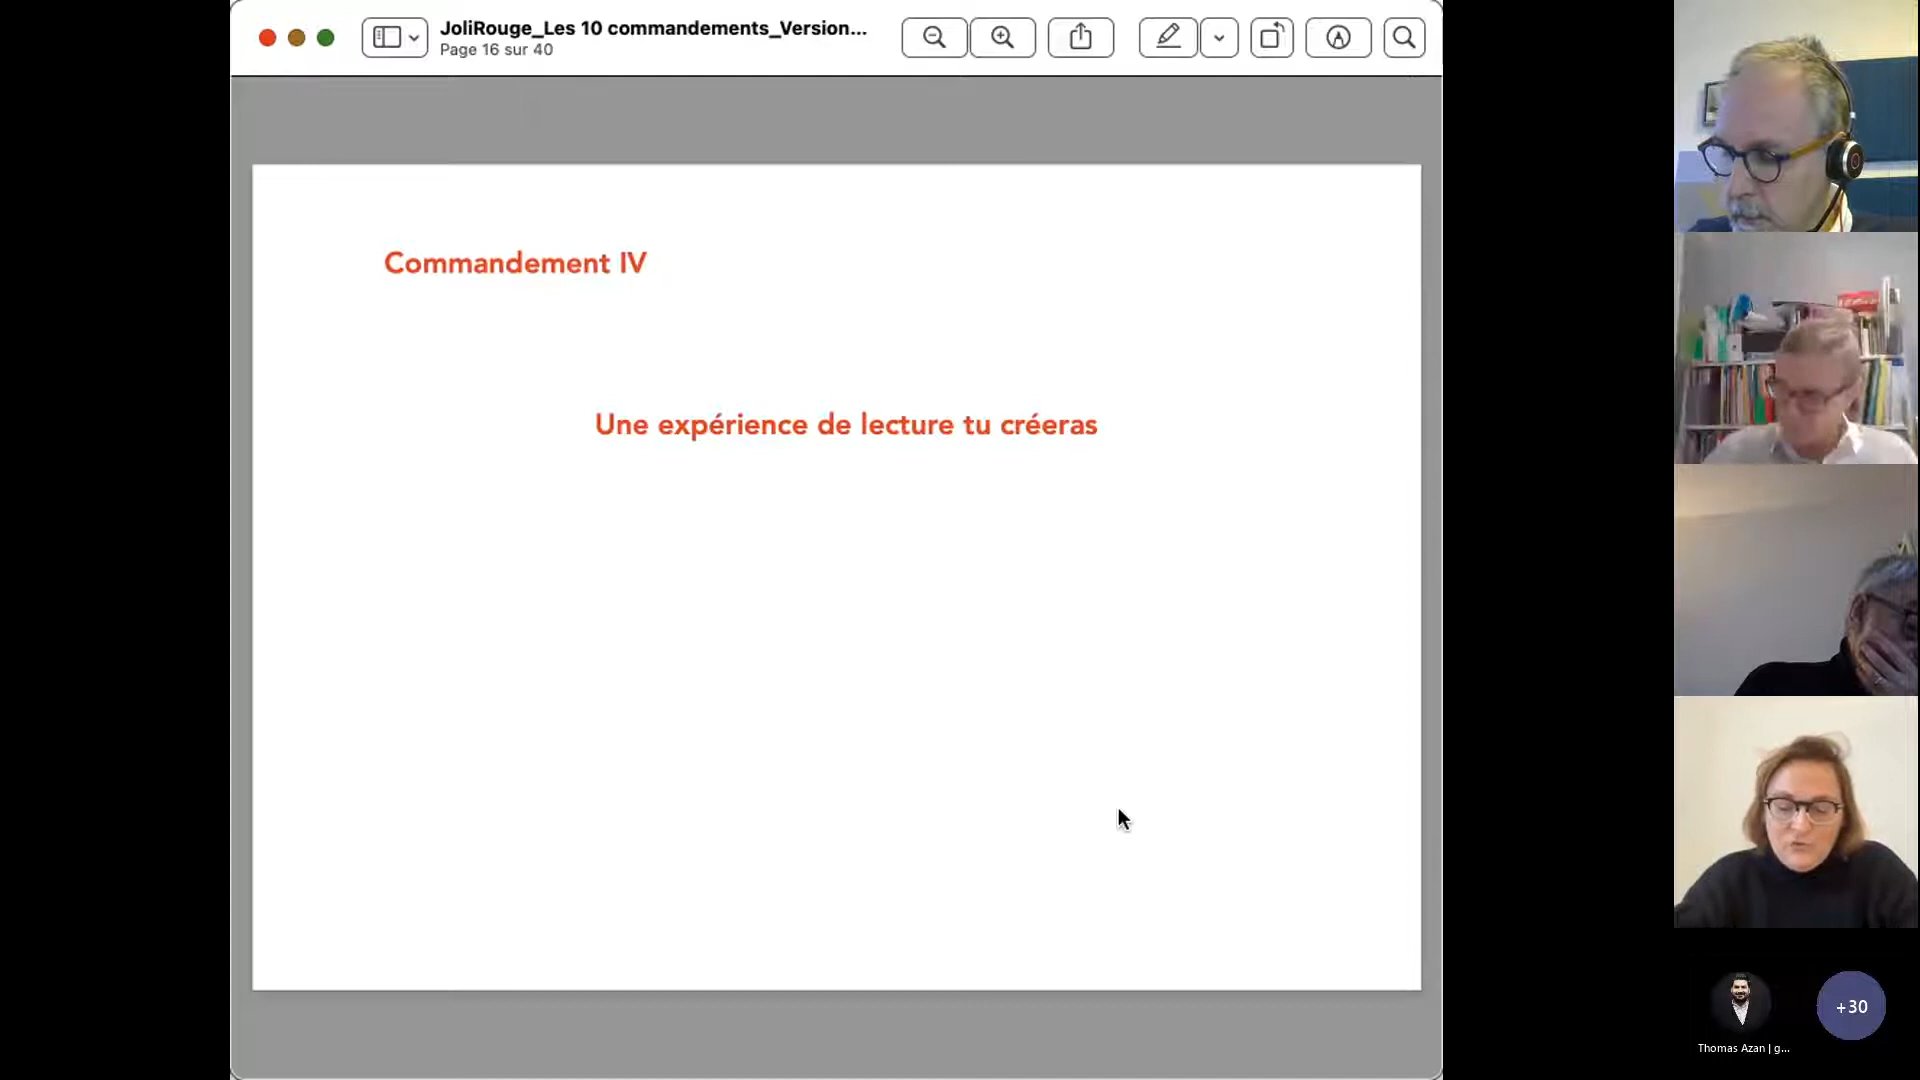 JoliRouge_Les 10 commandements_Version...
Page 16 sur 40
Commandement IV
Une expérience de lecture tu créeras
+30
Thomas Azan | g...